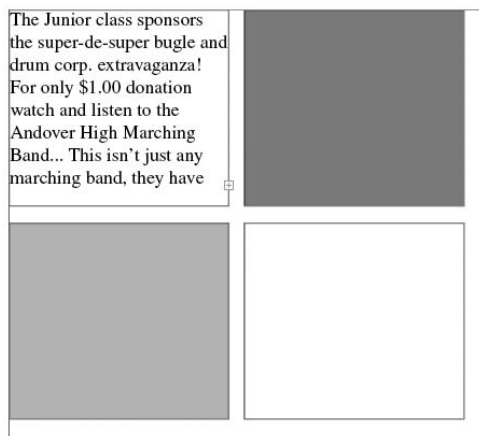 The Junior class sponsors
the super-de-super bugle and
drum corp. extravaganza!
For only $1.00 donation
watch and listen to the
Andover High Marching
Band... This isn’t just any
marching band, they have